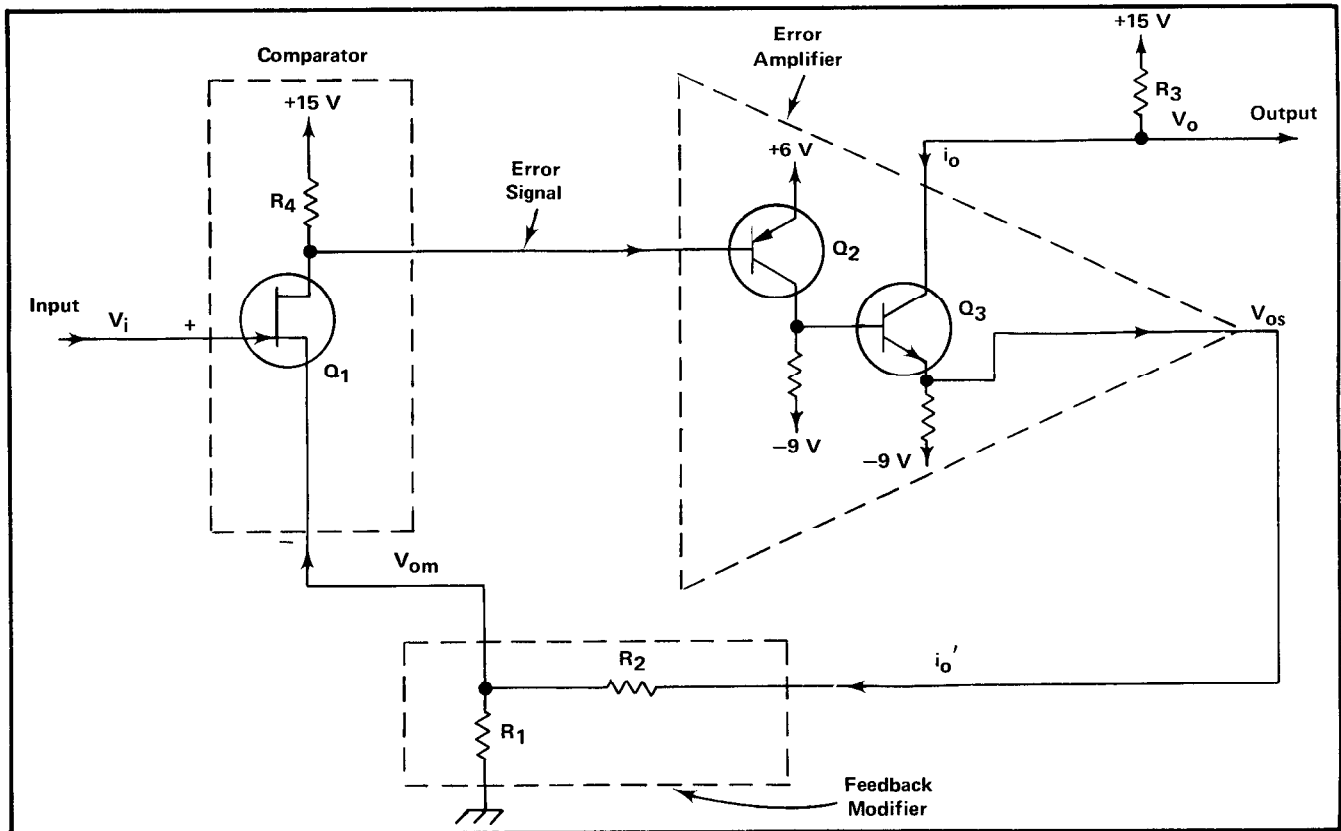 Comparator
+15 V
R4
Input
Vi
+
Q1
–
Vom
Error
Signal
Error
Amplifier
+6 V
Q2
–9 V
Q3
–9 V
+15 V
R3
Vo
Output
io
Vos
R2
io'
R1
Feedback
Modifier